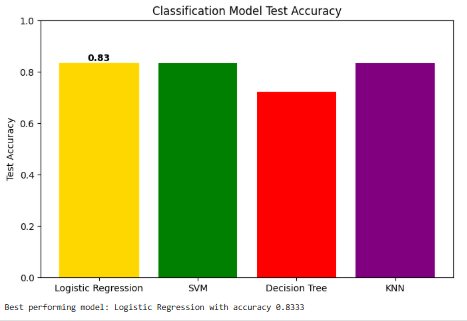 Classification Model Test Accuracy
1.0
0.83
0.8
0.6
Test Accuracy
0.4
0.2
0.0
Logistic Regression SVM Decision Tree KNN
Best performing model: Logistic Regression with accuracy 0.8333